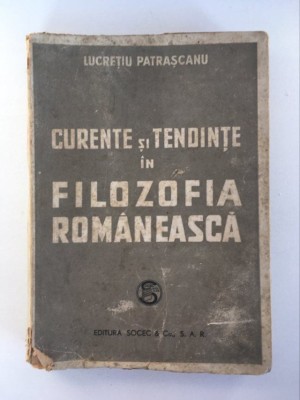 LUCREȚIU PATRAȘCANU
CURENTE ȘI TENDINȚE
ÎN
FILOZOFIA
ROMÂNEASCĂ
EDITURA SOCEC & Co., S. A. R.